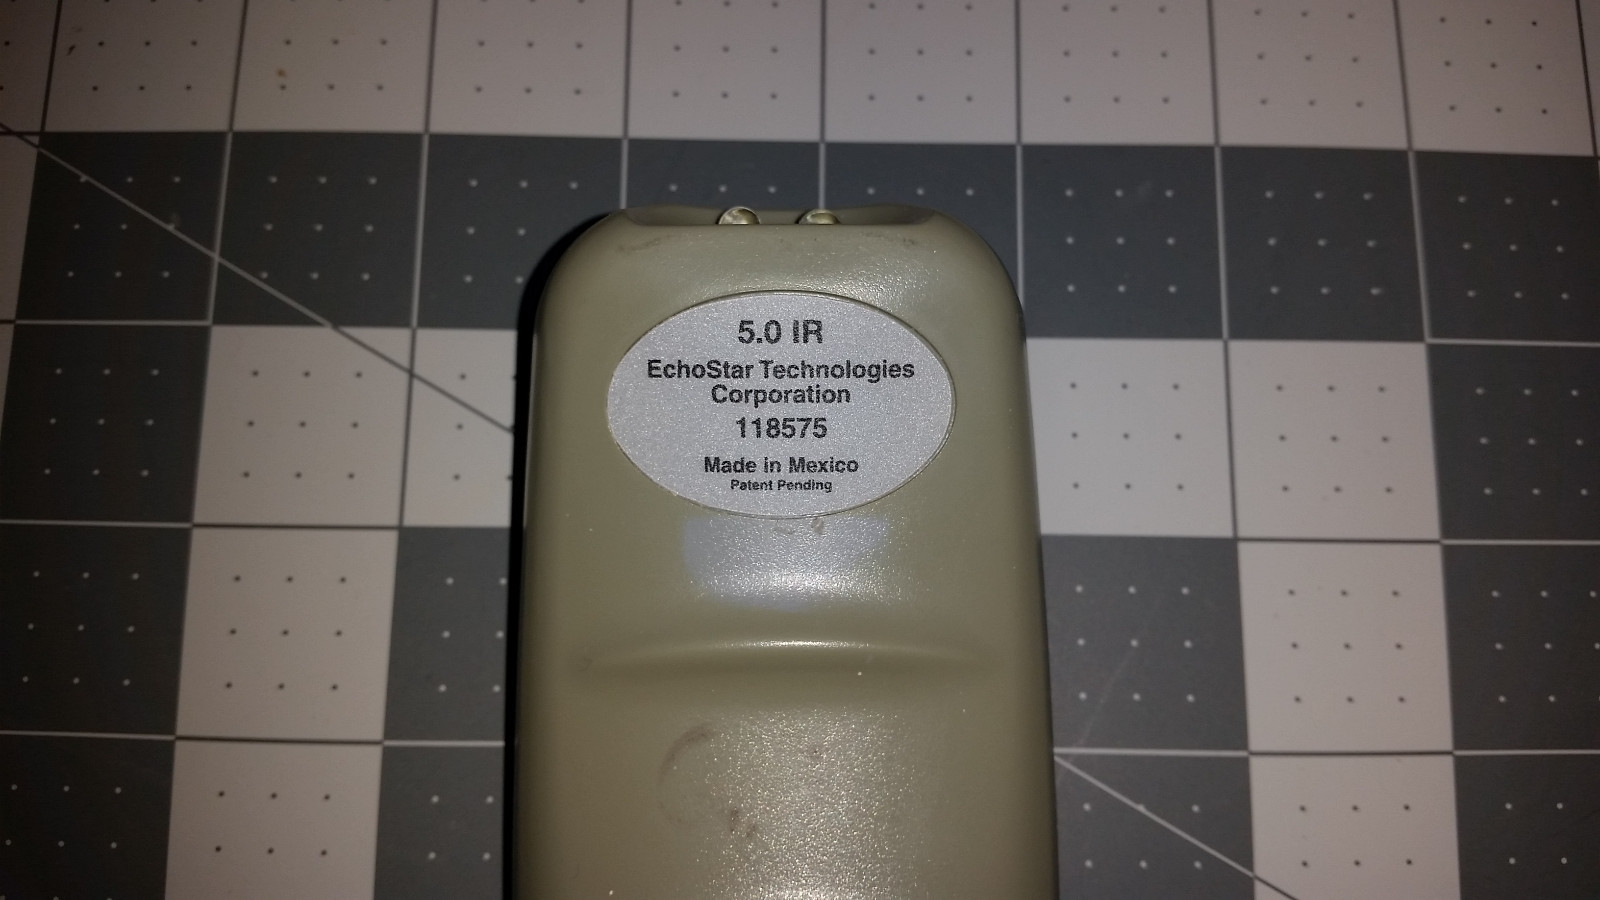 5.0 IR
EchoStar Technologies
Corporation
118575
Made in Mexico
Patent Pending